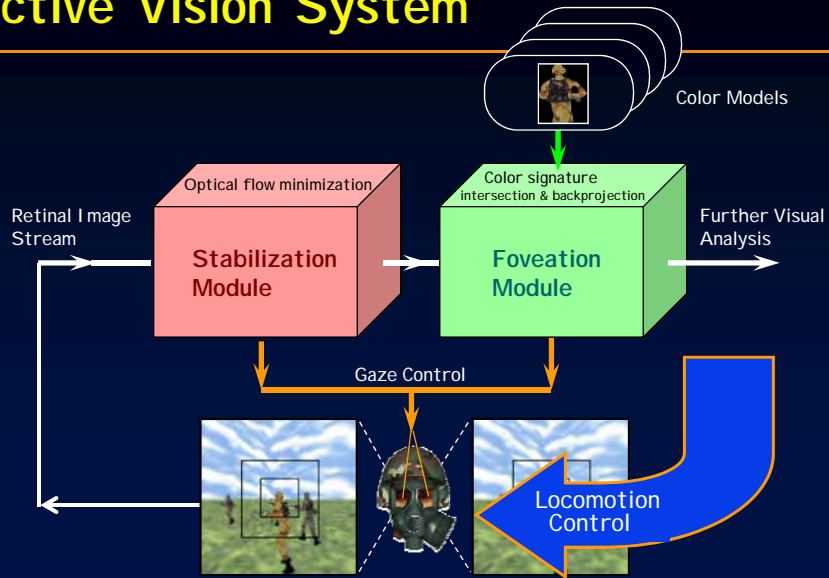 ctive Vision System
Color Models
Optical flow minimization
Color signature
intersection & backprojection
Retinal Image
Stream
Stabilization
Module
Foveation
Module
Further Visual
Analysis
Gaze Control
Locomotion
Control